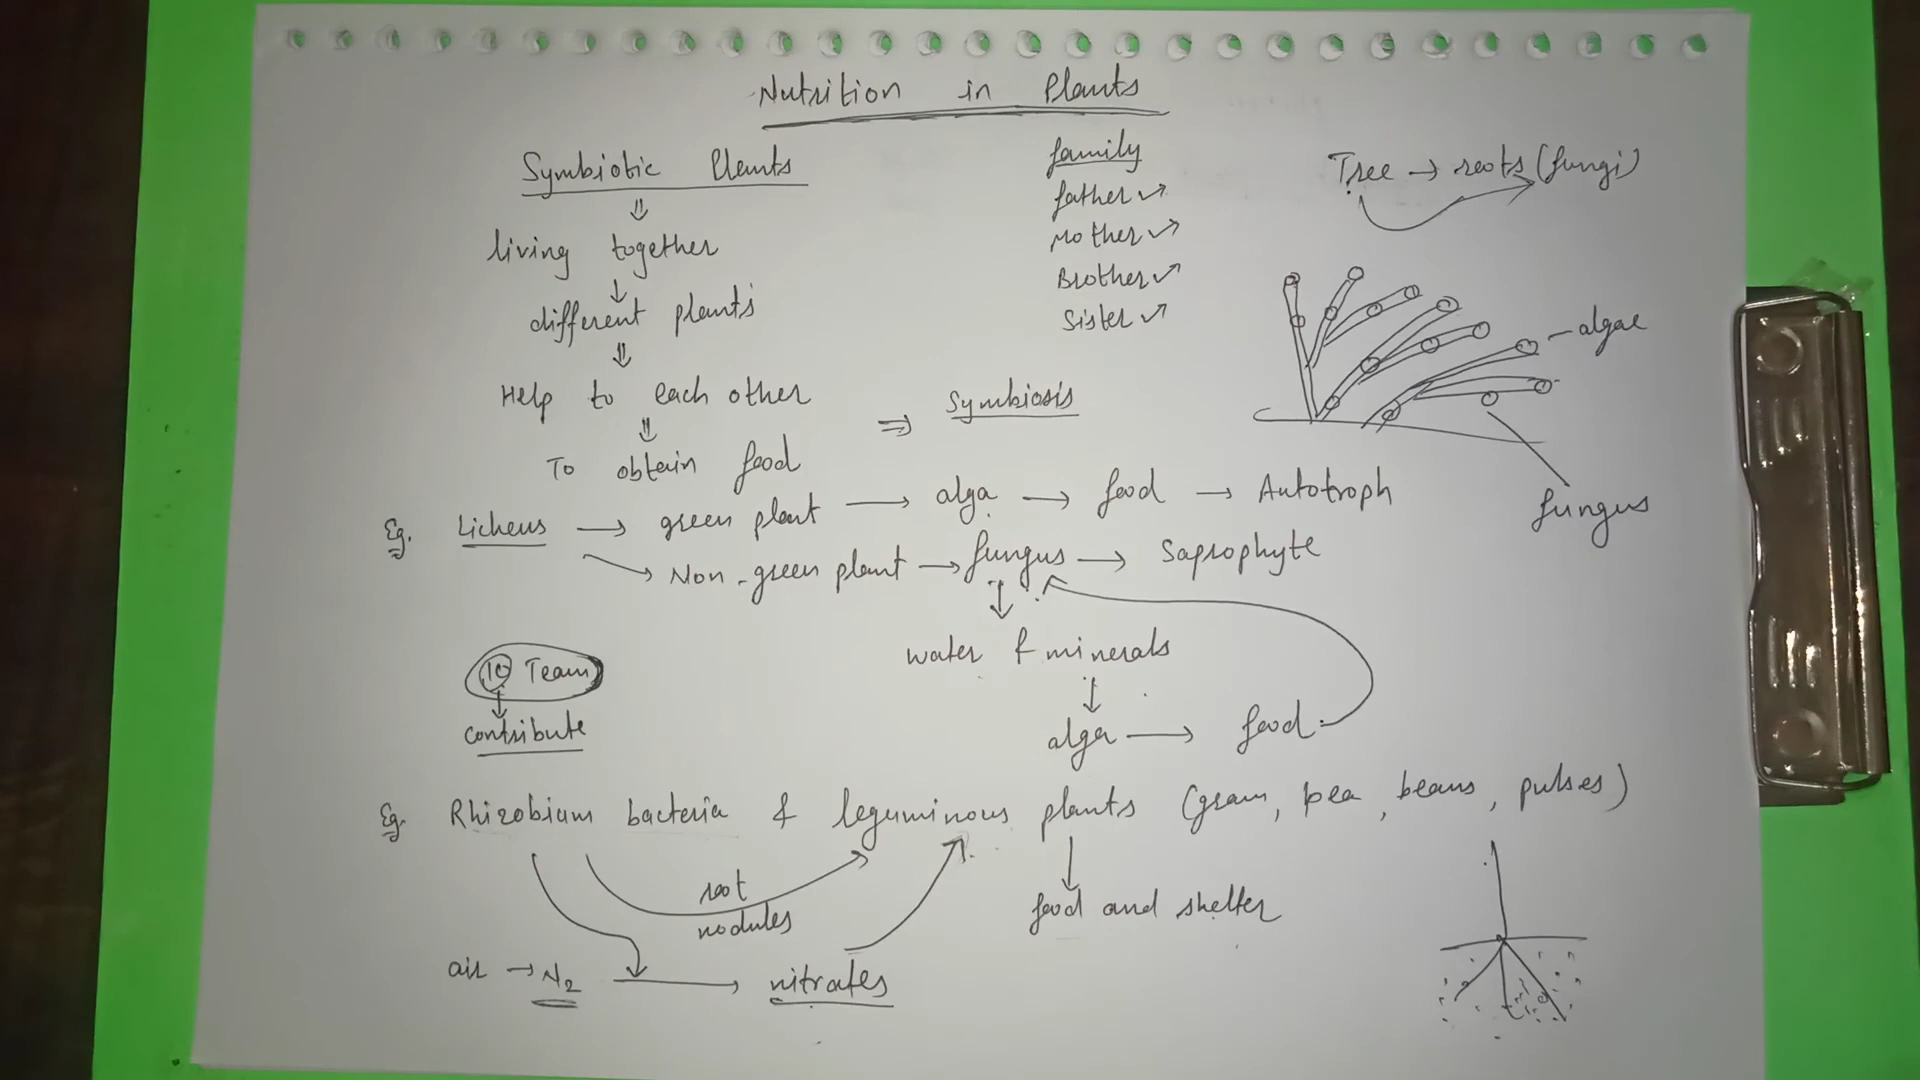 Nutrition in Plants
Symbiotic Plants
living together
different plants
Help to each other
To obtain food
⇒ Symbiosis
family
father ✓
Mother ✓
Brother ✓
Sister ✓
Tree → roots (fungi)
algae
fungus
Eg. Lichens → green plant → alga → food → Autotroph
→ Non-green plant → fungus → Saprophyte
water & minerals
alga → food
10 Team
contribute
Eg. Rhizobium bacteria & leguminous plants (gram, pea, beans, pulses)
root
nodules
food and shelter
air → N2 → nitrates